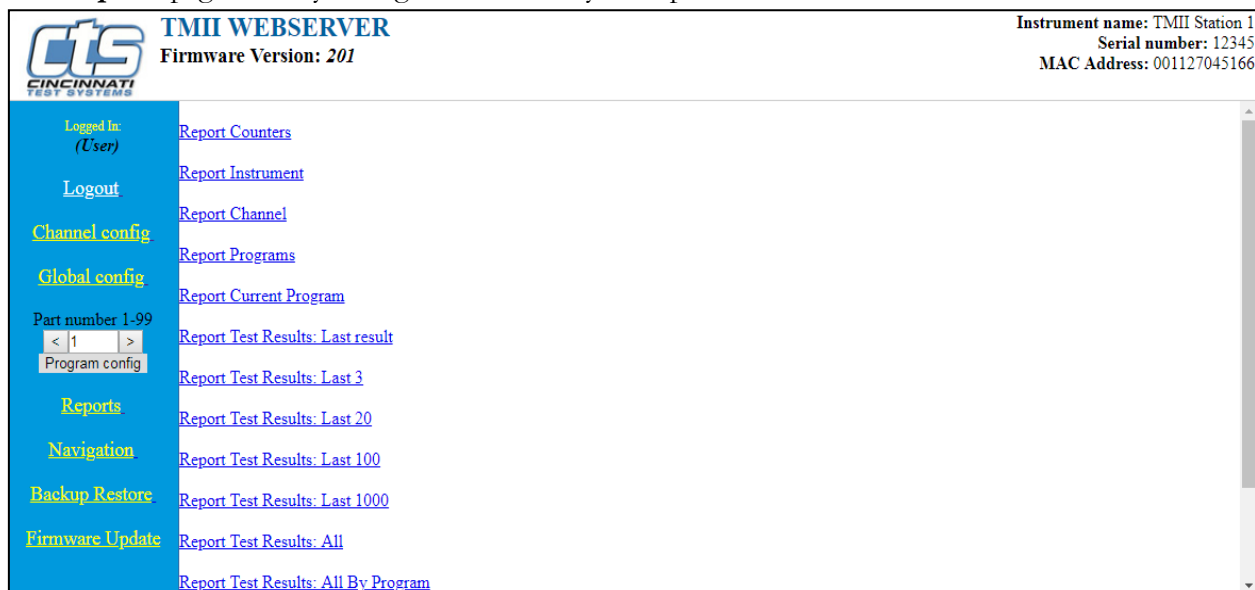 TMII WEBSERVER
Firmware Version: 201
Instrument name: TMII Station 1
Serial number: 12345
MAC Address: 001127045166
cts
CINCINNATI
TEST SYSTEMS
Logged In:
(User)
Logout
Channel config
Global config
Part number 1-99
< 1 >
Program config
Reports
Navigation
Backup Restore
Firmware Update
Report Counters
Report Instrument
Report Channel
Report Programs
Report Current Program
Report Test Results: Last result
Report Test Results: Last 3
Report Test Results: Last 20
Report Test Results: Last 100
Report Test Results: Last 1000
Report Test Results: All
Report Test Results: All By Program